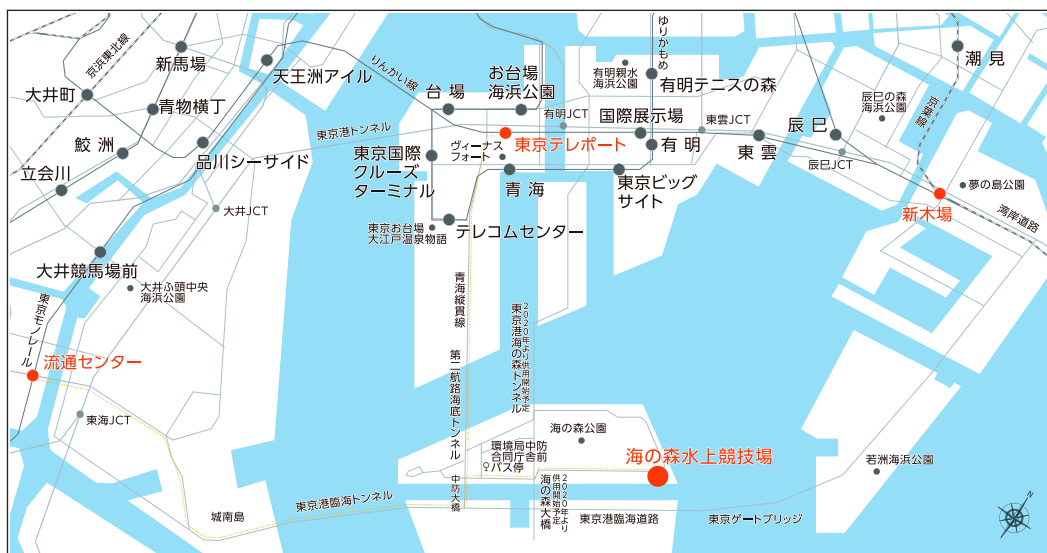 京浜東北線
新馬場
大井町
天王洲アイル
りんかい線
お台場
海浜公園
台場
ゆりかもめ
有明親水
海浜公園
有明テニスの森
潮見
京葉線
辰巳の森
海浜公園
青物横丁
鮫洲
品川シーサイド
立会川
東京港トンネル
有明JCT
国際展示場
東雲JCT
東京テレポート
ヴィーナス
フォート
有明
東雲
辰巳
辰巳JCT
東京国際
クルーズ
ターミナル
青海
東京ビッグ
サイト
夢の島公園
新木場
湾岸道路
大井JCT
東京お台場
大江戸温泉物語
テレコムセンター
大井競馬場前
大井ふ頭中央
海浜公園
東京モノレール
流通センター
東海JCT
青海縦貫線
第二航路海底トンネル
2020年より供用開始予定
東京港海の森トンネル
海の森公園
環境局中防
合同庁舎前
バス停
海の森水上競技場
若洲海浜公園
中防大橋
海の森大橋
2020年より
供用開始予定
城南島
東京港臨海トンネル
東京港臨海道路
東京ゲートブリッジ
N